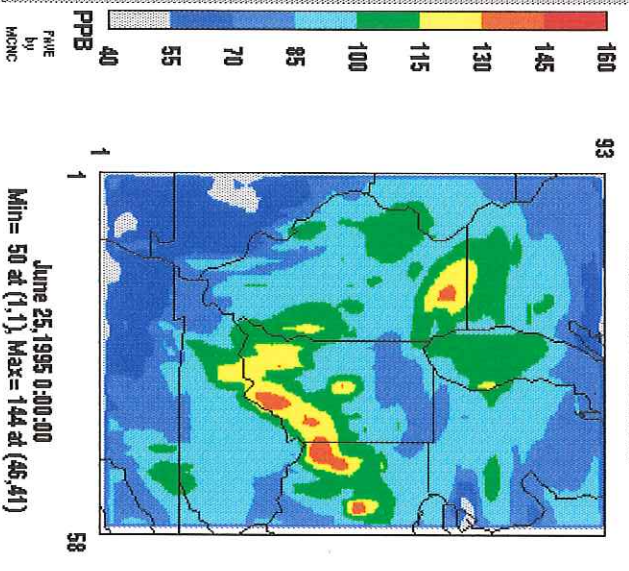 160
145
130
115
100
85
70
55
40
PPB
PAVE
by
MCNC
93
1
1
58
June 25,1995 0:00:00
Min= 50 at (1,1), Max= 144 at (46,41)